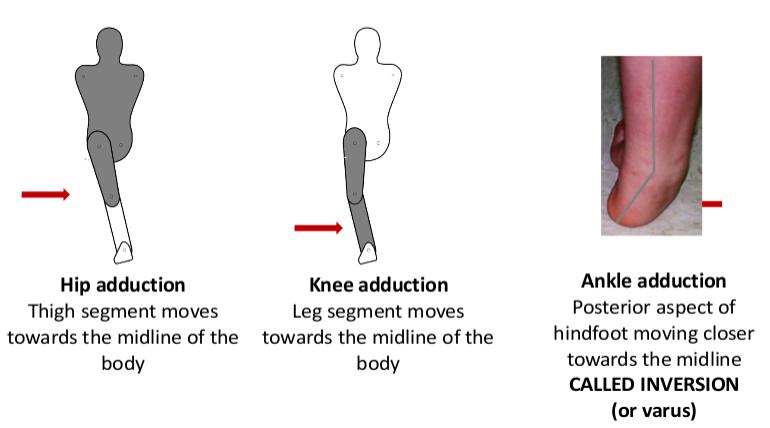 Hip adduction
Thigh segment moves
towards the midline of the
body
Knee adduction
Leg segment moves
towards the midline of the
body
Ankle adduction
Posterior aspect of
hindfoot moving closer
towards the midline
CALLED INVERSION
(or varus)